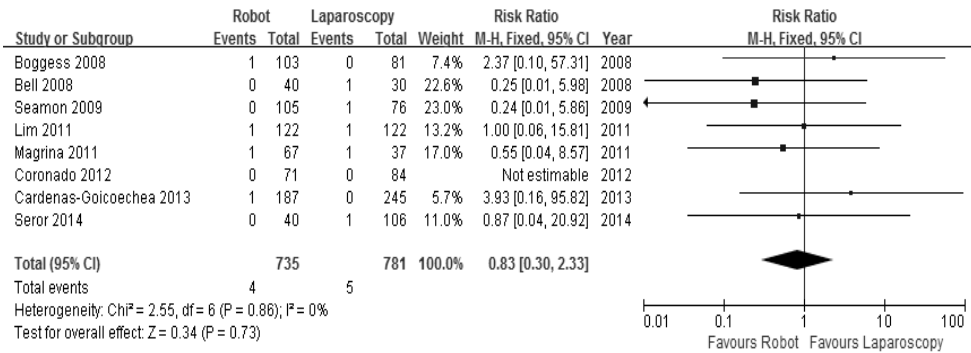 Robot Laparoscopy Risk Ratio Risk Ratio
Study or Subgroup Events Total Events Total Weight M-H, Fixed, 95% CI Year M-H, Fixed, 95% CI
Boggess 2008 1 103 0 81 7.4% 2.37 [0.10, 57.31] 2008
Bell 2008 0 40 1 30 22.6% 0.25 [0.01, 5.98] 2008
Seamon 2009 0 105 1 76 23.0% 0.24 [0.01, 5.86] 2009
Lim 2011 1 122 1 122 13.2% 1.00 [0.06, 15.81] 2011
Magrina 2011 1 67 1 37 17.0% 0.55 [0.04, 8.57] 2011
Coronado 2012 0 71 0 84 Not estimable 2012
Cardenas-Goicoechea 2013 1 187 0 245 5.7% 3.93 [0.16, 95.82] 2013
Seror 2014 0 40 1 106 11.0% 0.87 [0.04, 20.92] 2014
Total (95% CI) 735 781 100.0% 0.83 [0.30, 2.33]
Total events 4 5
Heterogeneity: Chi² = 2.55, df = 6 (P = 0.86); I² = 0%
Test for overall effect: Z = 0.34 (P = 0.73)
0.01 0.1 1 10 100
Favours Robot Favours Laparoscopy